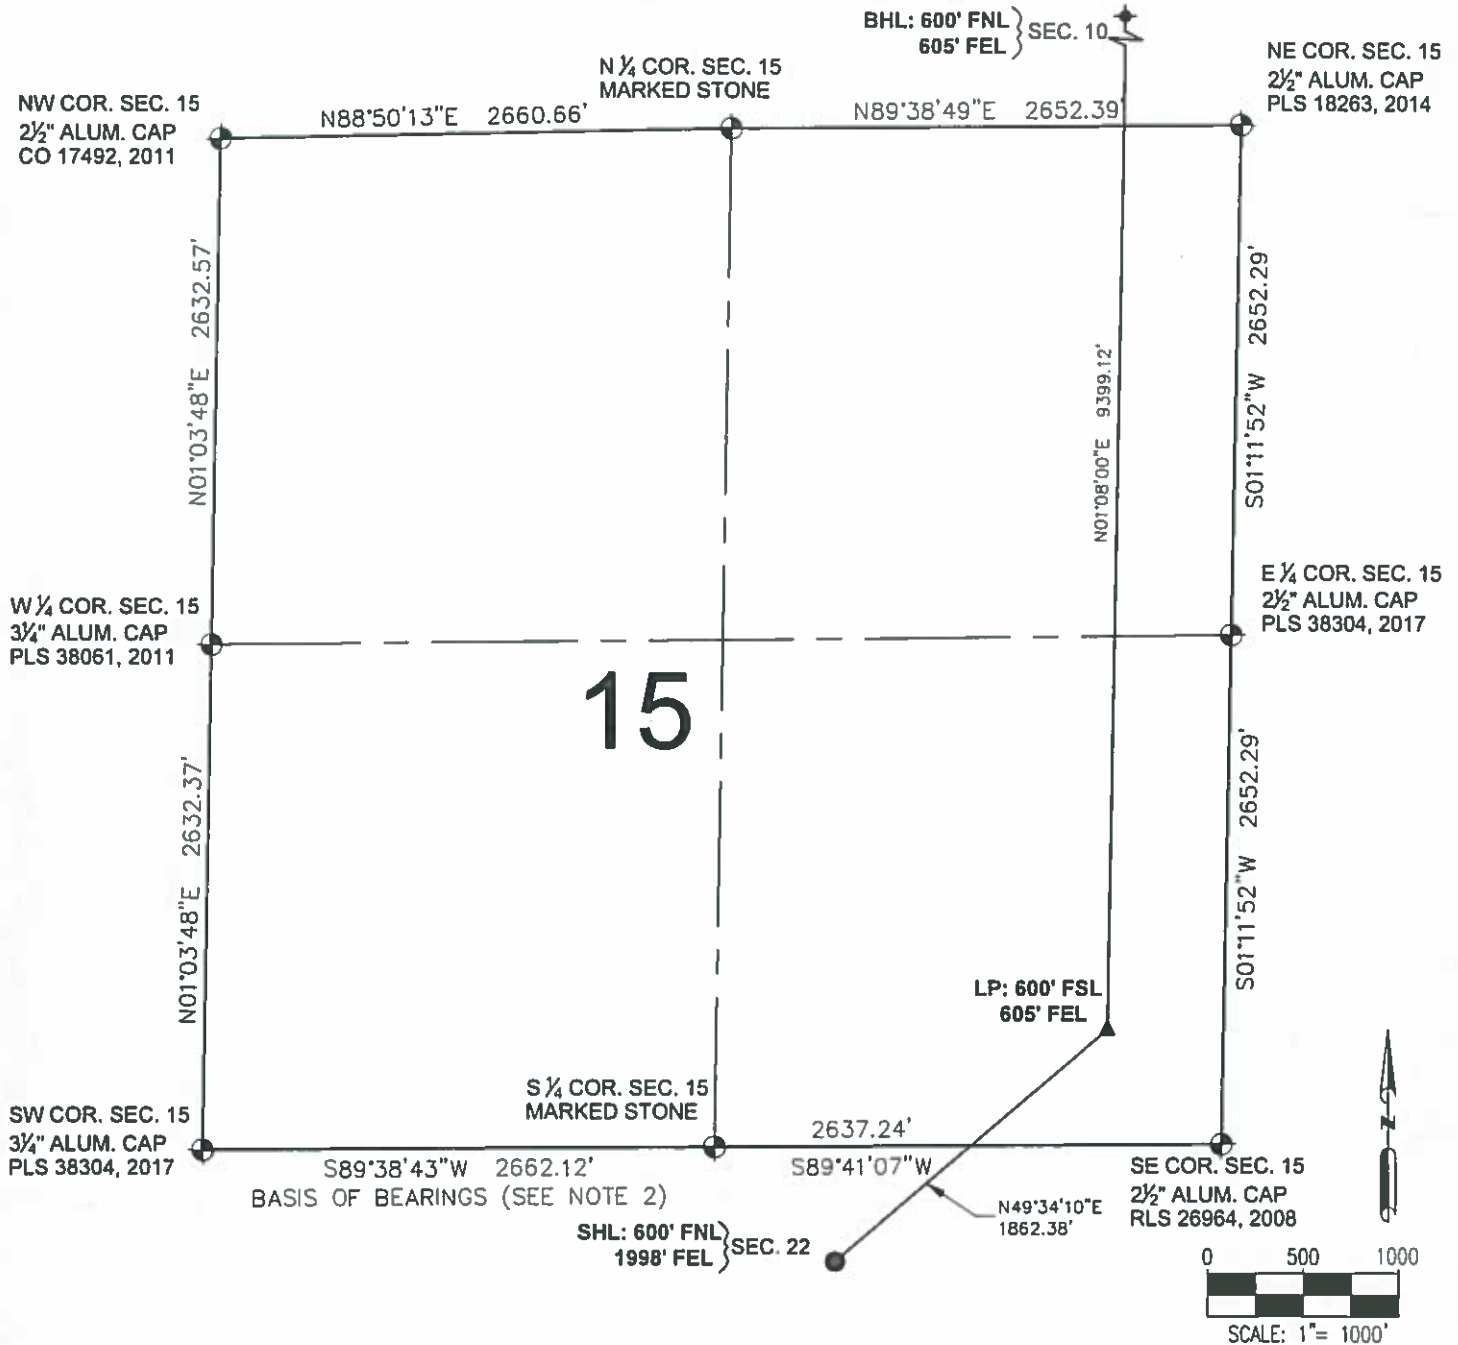 BHL: 600' FNL
605' FEL
SEC. 10
NE COR. SEC. 15
2½" ALUM. CAP
PLS 18263, 2014
N ¼ COR. SEC. 15
MARKED STONE
NW COR. SEC. 15
2½" ALUM. CAP
CO 17492, 2011
N88°50'13"E 2660.66'
N89°38'49"E 2652.39'
N01°03'48"E 2632.57'
S01°11'52"W 2652.29'
N01°08'00"E 9399.12'
W ¼ COR. SEC. 15
3¼" ALUM. CAP
PLS 38061, 2011
E ¼ COR. SEC. 15
2½" ALUM. CAP
PLS 38304, 2017
15
N01°03'48"E 2632.37'
S01°11'52"W 2652.29'
LP: 600' FSL
605' FEL
S ¼ COR. SEC. 15
MARKED STONE
SW COR. SEC. 15
3¼" ALUM. CAP
PLS 38304, 2017
2637.24'
S89°38'43"W 2662.12'
S89°41'07"W
BASIS OF BEARINGS (SEE NOTE 2)
SE COR. SEC. 15
2½" ALUM. CAP
RLS 26964, 2008
N49°34'10"E
1862.38'
SHL: 600' FNL
1998' FEL
SEC. 22
N
0 500 1000
SCALE: 1"= 1000'